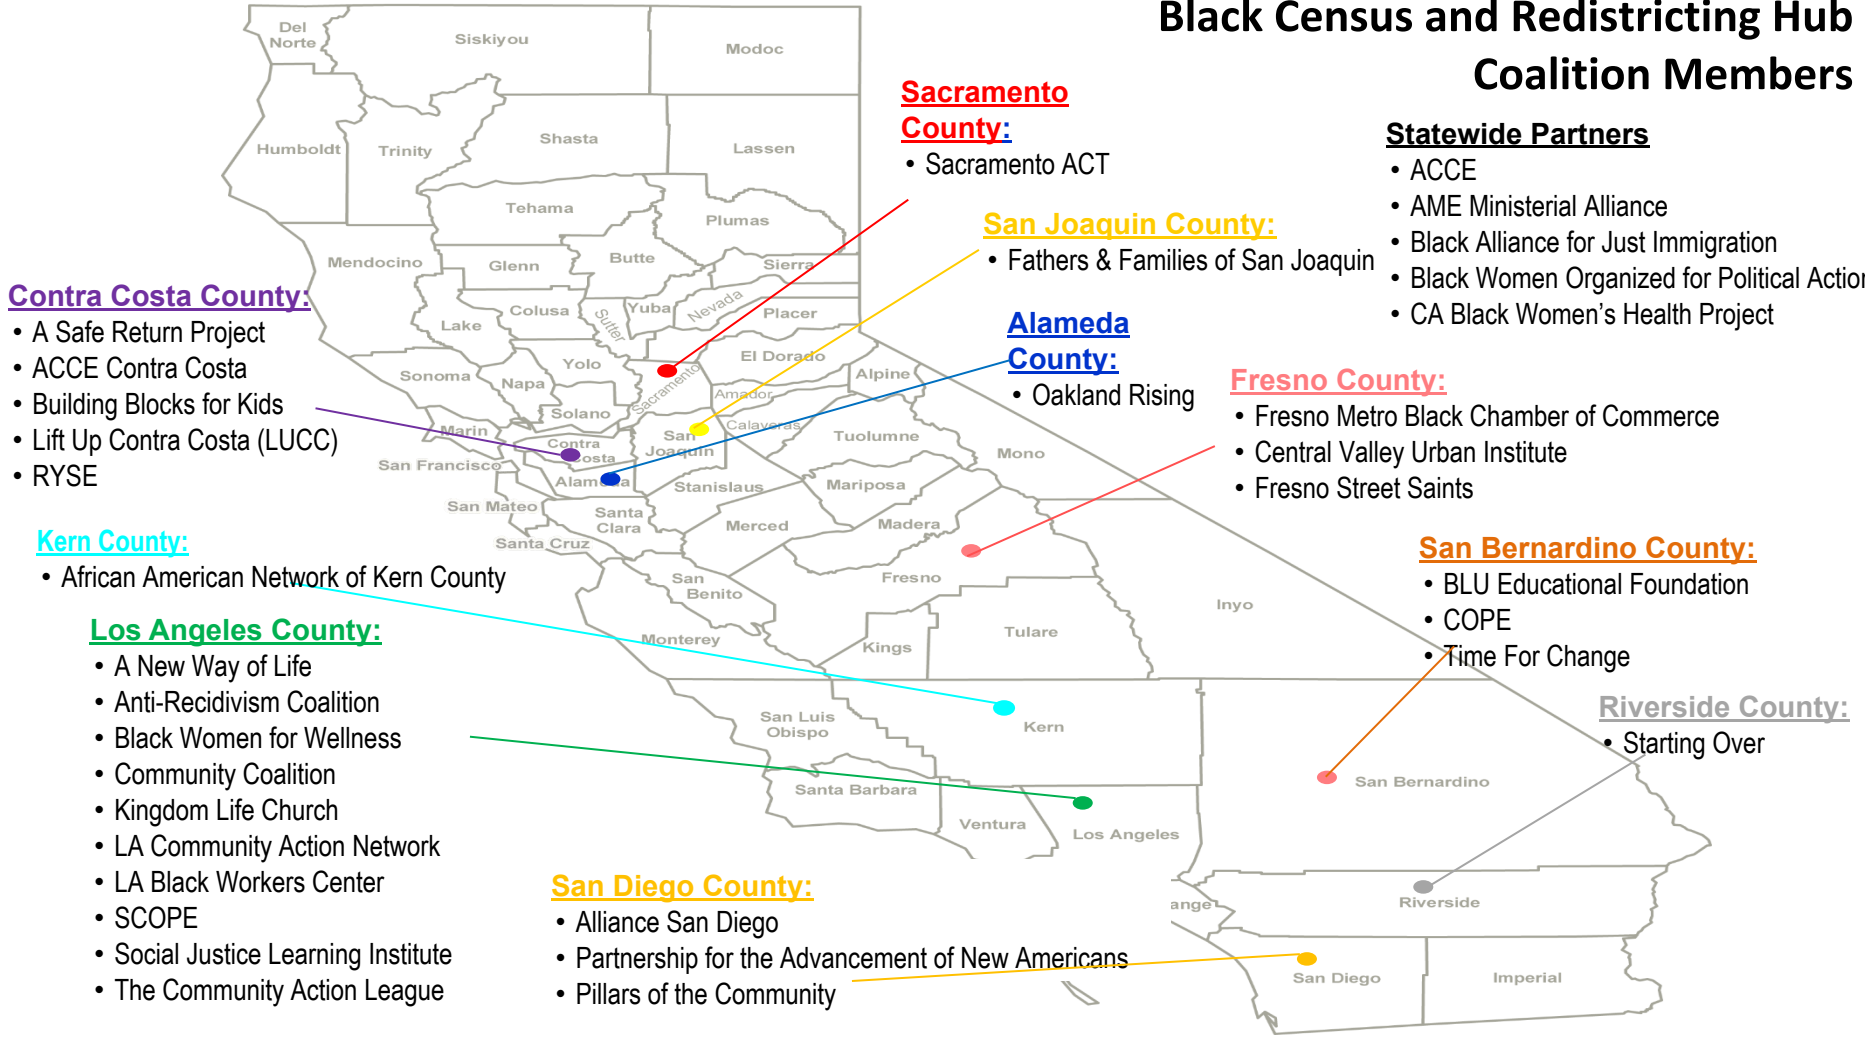 Black Census and Redistricting Hub
Coalition Members
Statewide Partners
• ACCE
• AME Ministerial Alliance
• Black Alliance for Just Immigration
• Black Women Organized for Political Action
• CA Black Women's Health Project
Sacramento
County:
• Sacramento ACT
San Joaquin County:
• Fathers & Families of San Joaquin
Alameda
County:
• Oakland Rising
Contra Costa County:
• A Safe Return Project
• ACCE Contra Costa
• Building Blocks for Kids
• Lift Up Contra Costa (LUCC)
• RYSE
Fresno County:
• Fresno Metro Black Chamber of Commerce
• Central Valley Urban Institute
• Fresno Street Saints
Kern County:
• African American Network of Kern County
San Bernardino County:
• BLU Educational Foundation
• COPE
• Time For Change
Los Angeles County:
• A New Way of Life
• Anti-Recidivism Coalition
• Black Women for Wellness
• Community Coalition
• Kingdom Life Church
• LA Community Action Network
• LA Black Workers Center
• SCOPE
• Social Justice Learning Institute
• The Community Action League
Riverside County:
• Starting Over
San Diego County:
• Alliance San Diego
• Partnership for the Advancement of New Americans
• Pillars of the Community
Del
Norte
Siskiyou
Modoc
Humboldt
Trinity
Shasta
Lassen
Tehama
Plumas
Mendocino
Glenn
Butte
Sierra
Lake
Colusa
Sutter
Yuba
Nevada
Placer
Sonoma
Napa
Yolo
El Dorado
Sacramento
Amador
Alpine
Marin
Solano
Calaveras
Tuolumne
Mono
Contra
Costa
San
Joaquin
San Francisco
Alameda
Stanislaus
Mariposa
San Mateo
Santa
Clara
Merced
Madera
Santa Cruz
San
Benito
Fresno
Inyo
Monterey
Kings
Tulare
San Luis
Obispo
Kern
Santa Barbara
Ventura
Los Angeles
San Bernardino
ange
Riverside
San Diego
Imperial